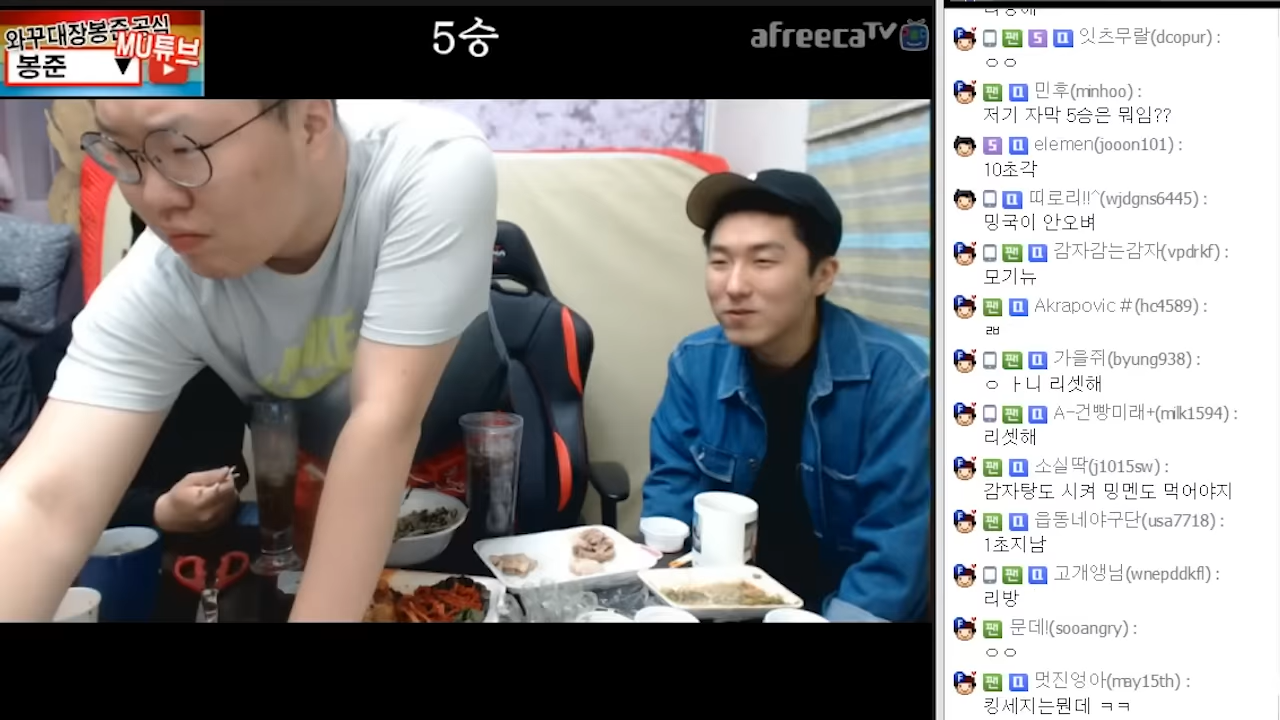 와꾸대장봉준공식
MU튜브
봉준
5승
afreecaTV
NIKE
잇츠무랄(dcopur) :
ㅇㅇ
민후(minhoo) :
저기 자막 5승은 뭐임??
elemen(jooon101) :
10초각
띠로리!!^(wjdgns6445) :
밍국이 안오벼
감자감는감자(vpdrkf) :
모기뉴
Akrapovic #(hc4589) :
ㄼ
가을쥐(byung938) :
ㅇ ㅏ니 리셋해
A-건빵미래+(milk1594) :
리셋해
소실딱(j1015sw) :
감자탕도 시켜 밍멘도 먹어야지
읍동네야구단(usa7718) :
1초지남
고개앵님(wnepddkfl) :
리방
문데!(sooangry) :
ㅇㅇ
멋진엉아(may15th) :
킹세지는뭔데 ㅋㅋ